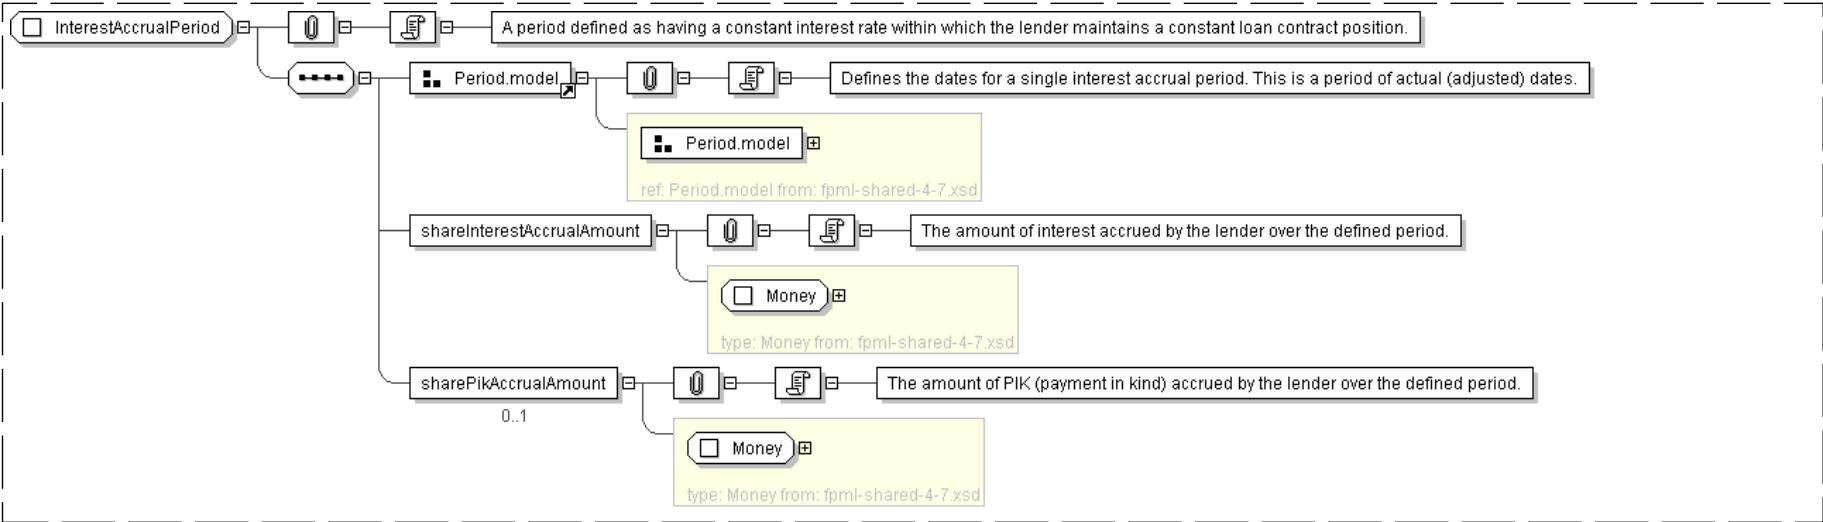 InterestAccrualPeriod
A period defined as having a constant interest rate within which the lender maintains a constant loan contract position.
Period.model
Defines the dates for a single interest accrual period. This is a period of actual (adjusted) dates.
Period.model
ref: Period.model from: fpml-shared-4-7.xsd
shareInterestAccrualAmount
The amount of interest accrued by the lender over the defined period.
Money
type: Money from: fpml-shared-4-7.xsd
sharePikAccrualAmount
The amount of PIK (payment in kind) accrued by the lender over the defined period.
0..1
Money
type: Money from: fpml-shared-4-7.xsd